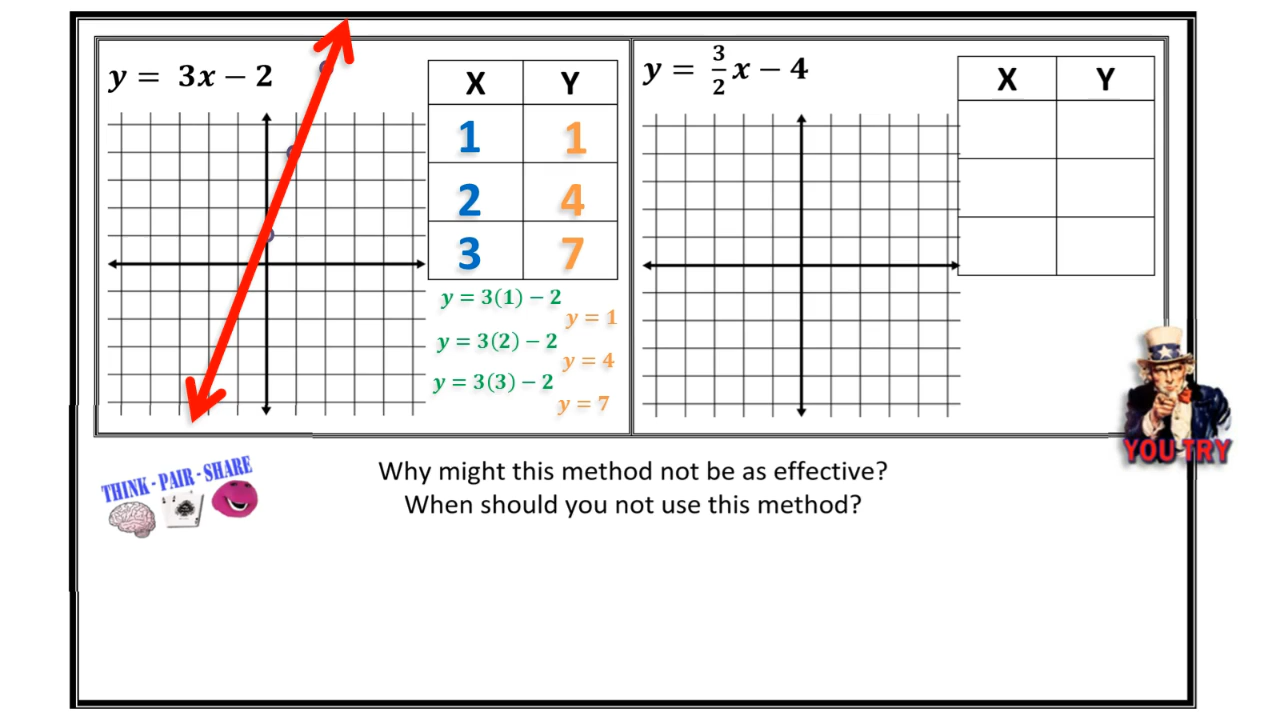 y = 3x − 2
X Y
1 1
2 4
3 7
y = 3(1) − 2
y = 1
y = 3(2) − 2
y = 4
y = 3(3) − 2
y = 7
y = 3/2 x − 4
X Y
YOU TRY
THINK - PAIR - SHARE
Why might this method not be as effective?
When should you not use this method?